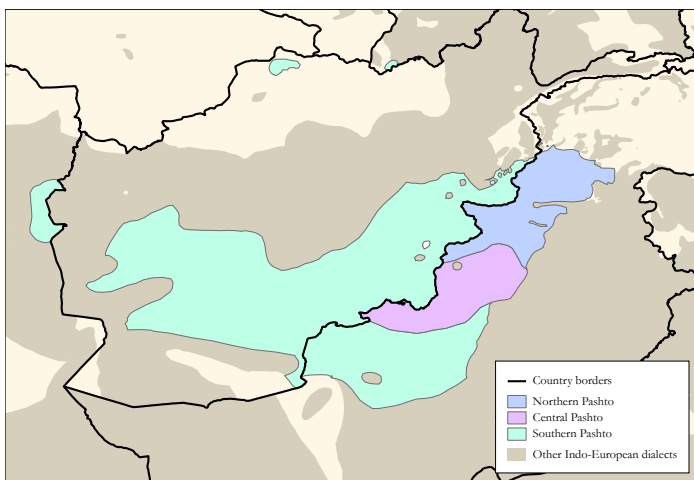 Country borders
Northern Pashto
Central Pashto
Southern Pashto
Other Indo-European dialects